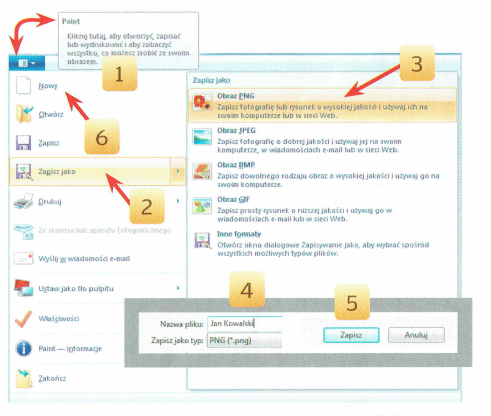 Paint
Kliknij tutaj, aby otworzyć, zapisać
lub wydrukować i aby zobaczyć
wszystko, co możesz zrobić ze swoim
obrazem.
1
Nowy
Otwórz
6
Zapisz
Zapisz jako
2
Drukuj
Ze skanera lub aparatu fotograficznego
Wyślij w wiadomości e-mail
Ustaw jako tło pulpitu
Właściwości
Paint — informacje
Zakończ
Zapisz jako
3
Obraz PNG
Zapisz fotografię lub rysunek o wysokiej jakości i używaj ich na
swoim komputerze lub w sieci Web.
Obraz JPEG
Zapisz fotografię o dobrej jakości i używaj jej na swoim
komputerze, w wiadomościach e-mail lub w sieci Web.
Obraz BMP
Zapisz dowolnego rodzaju obraz o wysokiej jakości i używaj go na
swoim komputerze.
Obraz GIF
Zapisz prosty rysunek o niższej jakości i używaj go w
wiadomościach e-mail lub w sieci Web.
Inne formaty
Otwórz okno dialogowe Zapisywanie jako, aby wybrać spośród
wszystkich możliwych typów plików.
4
5
Nazwa pliku: Jan Kowalski
Zapisz jako typ: PNG (*.png)
Zapisz
Anuluj